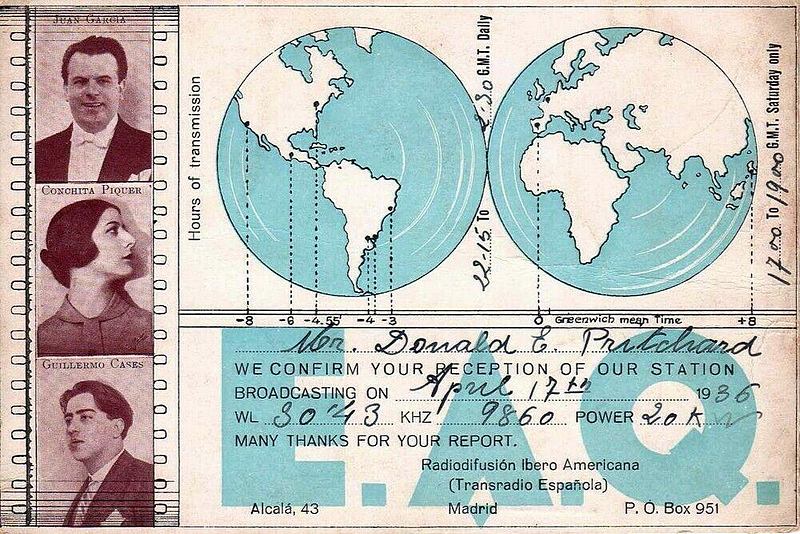 JUAN GARCIA
CONCHITA PIQUER
GUILLERMO CASES
Hours of transmission
22-15 To 2-30 G.M.T. Daily
17.00 To 19.00 G.M.T. Saturday only
-8 -6 -4.55 -4 -3 0 Greenwich mean Time +8
E.A.Q.
Mr. Donald E. Pritchard
WE CONFIRM YOUR RECEPTION OF OUR STATION
BROADCASTING ON April 17th 1936
WL 30'43 KHZ 9860 POWER 20 KW
MANY THANKS FOR YOUR REPORT.
Radiodifusión Ibero Americana
(Transradio Española)
Alcalá, 43 Madrid P. O. Box 951